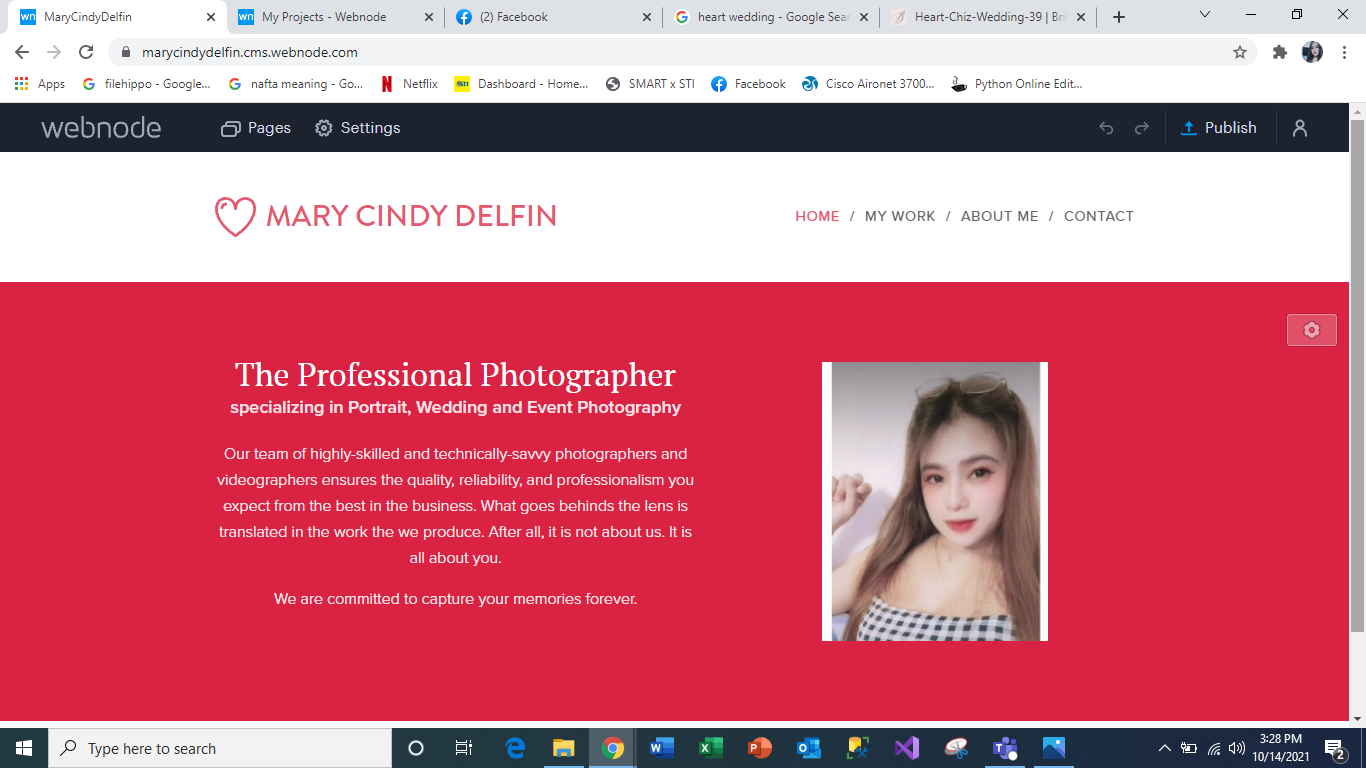 MaryCindyDelfin
My Projects - Webnode
(2) Facebook
heart wedding - Google Sear
Heart-Chiz-Wedding-39 | Bri
marycindydelfin.cms.webnode.com
Apps
filehippo - Google...
nafta meaning - Go...
Netflix
Dashboard - Home...
SMART x STI
Facebook
Cisco Aironet 3700...
Python Online Edit...
webnode
Pages
Settings
Publish
MARY CINDY DELFIN
HOME / MY WORK / ABOUT ME / CONTACT
The Professional Photographer
specializing in Portrait, Wedding and Event Photography
Our team of highly-skilled and technically-savvy photographers and
videographers ensures the quality, reliability, and professionalism you
expect from the best in the business. What goes behinds the lens is
translated in the work the we produce. After all, it is not about us. It is
all about you.
We are committed to capture your memories forever.
Type here to search
3:28 PM
10/14/2021
2